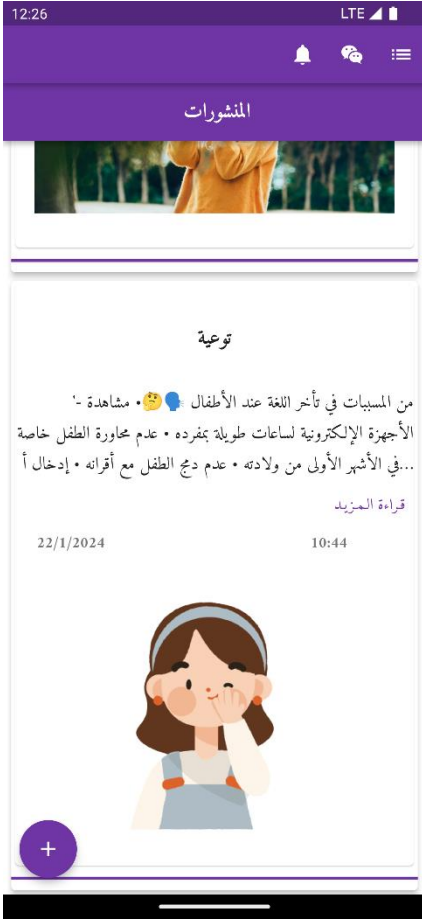 12:26 LTE
المنشورات
توعية
من المسببات في تأخر اللغة عند الأطفال 🗣️🤔• مشاهدة -'
الأجهزة الإلكترونية لساعات طويلة بمفرده • عدم محاورة الطفل خاصة
في الأشهر الأولى من ولادته • عدم دمج الطفل مع أقرانه • إدخال أ...
قراءة المزيد
22/1/2024 10:44
+